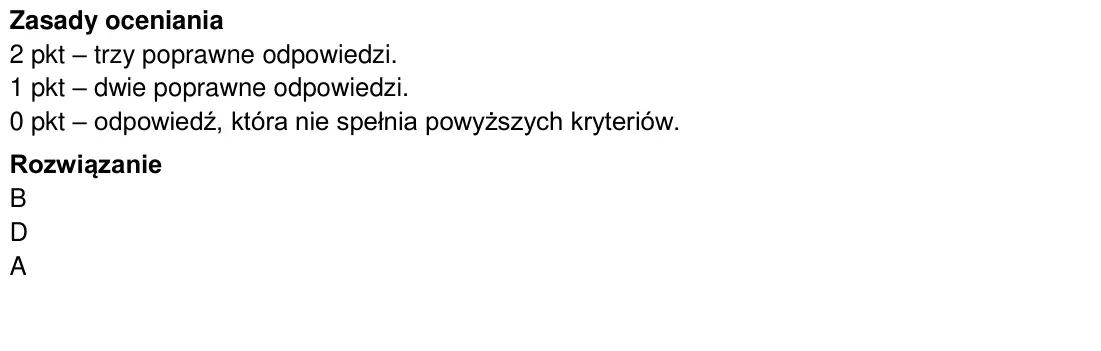 Zasady oceniania
2 pkt – trzy poprawne odpowiedzi.
1 pkt – dwie poprawne odpowiedzi.
0 pkt – odpowiedź, która nie spełnia powyższych kryteriów.
Rozwiązanie
B
D
A